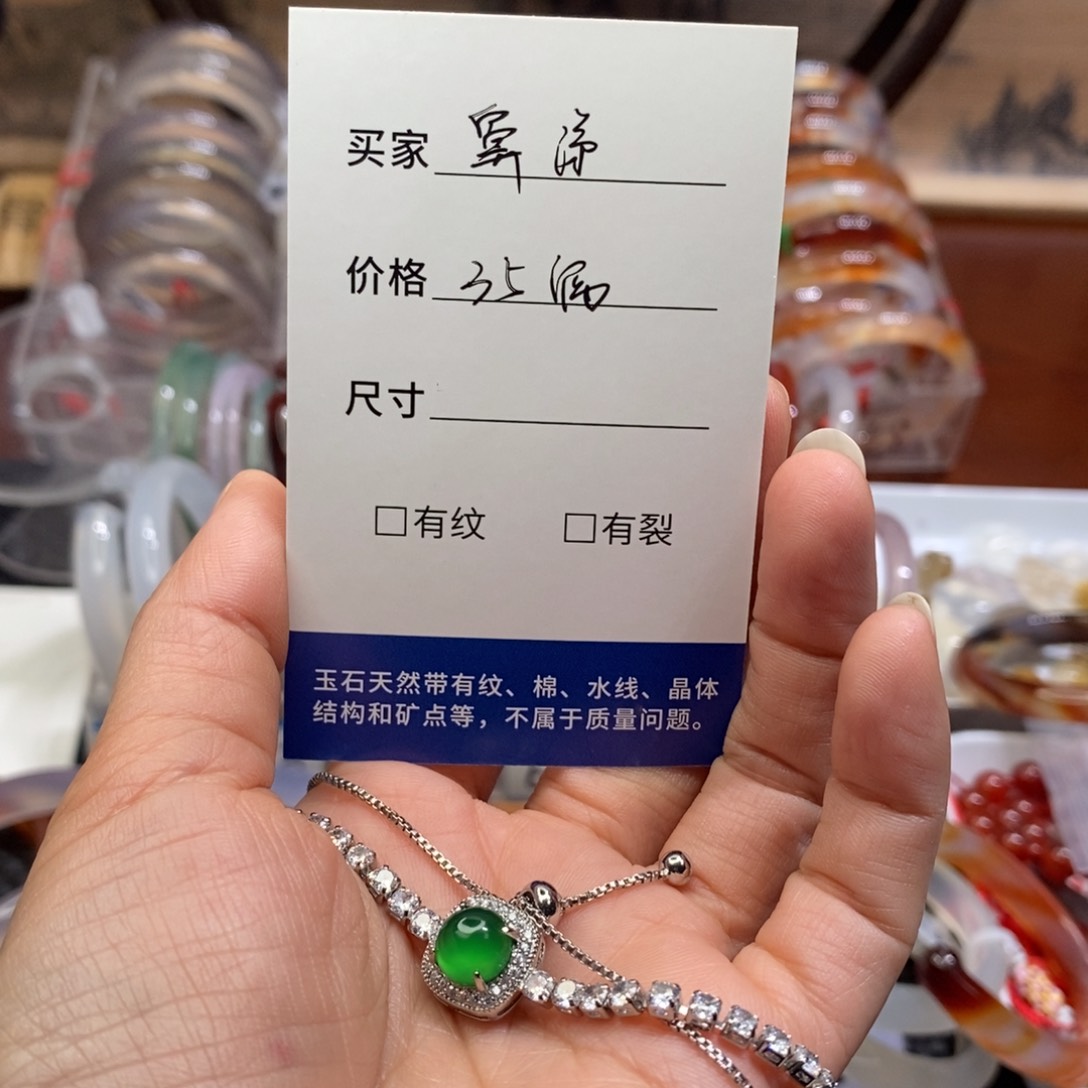 买家
价格 35
尺寸
□有纹 □有裂
玉石天然带有纹、棉、水线、晶体
结构和矿点等，不属于质量问题。